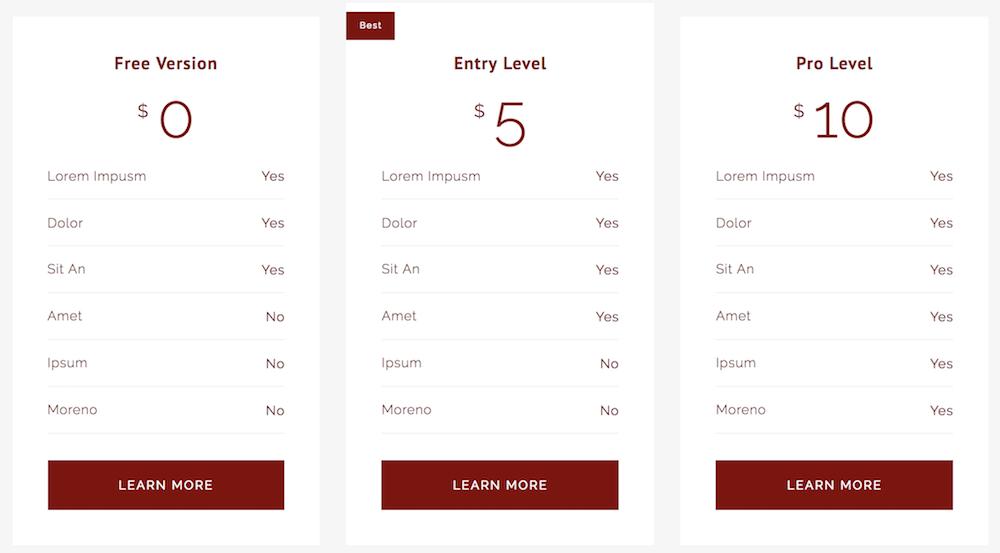 Free Version
$ 0
Lorem Impusm Yes
Dolor Yes
Sit An Yes
Amet No
Ipsum No
Moreno No
LEARN MORE
Best
Entry Level
$ 5
Lorem Impusm Yes
Dolor Yes
Sit An Yes
Amet Yes
Ipsum No
Moreno No
LEARN MORE
Pro Level
$ 10
Lorem Impusm Yes
Dolor Yes
Sit An Yes
Amet Yes
Ipsum Yes
Moreno Yes
LEARN MORE